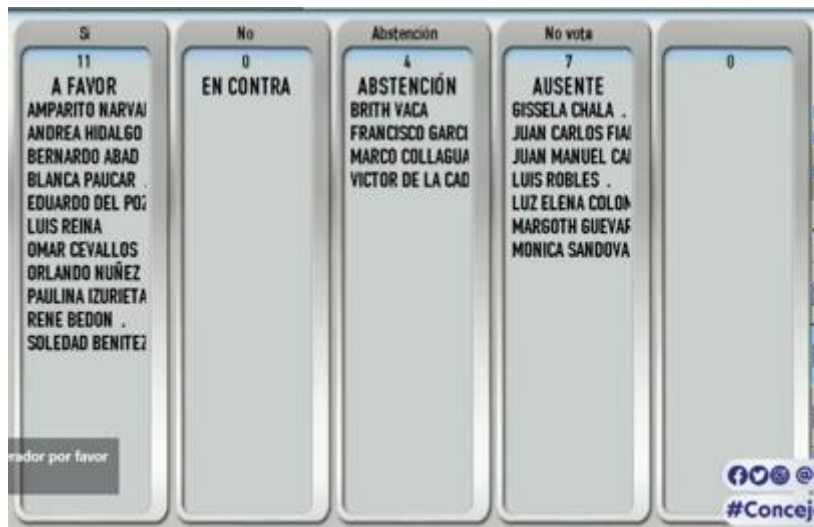 Si
11
A FAVOR
AMPARITO NARVAI
ANDREA HIDALGO
BERNARDO ABAD
BLANCA PAUCAR .
EDUARDO DEL POZ
LUIS REINA
OMAR CEVALLOS
ORLANDO NUÑEZ
PAULINA IZURIETA
RENE BEDON .
SOLEDAD BENITEZ
No
0
EN CONTRA
Abstención
4
ABSTENCIÓN
BRITH VACA
FRANCISCO GARCI
MARCO COLLAGUA
VICTOR DE LA CAD
No vota
7
AUSENTE
GISSELA CHALA .
JUAN CARLOS FIAI
JUAN MANUEL CAI
LUIS ROBLES .
LUZ ELENA COLON
MARGOTH GUEVAR
MONICA SANDOVA
0
erador por favor
@
#Concej